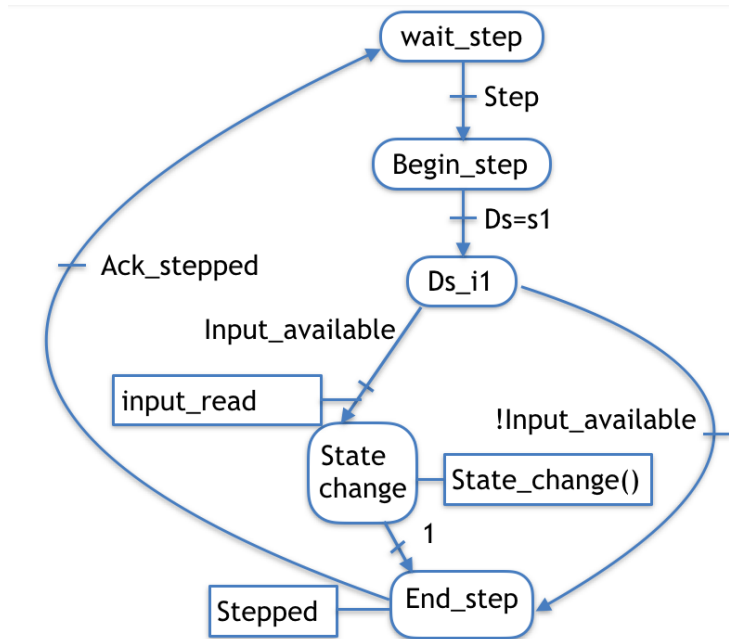 wait_step
Step
Begin_step
Ds=s1
Ack_stepped
Ds_i1
Input_available
input_read
!Input_available
State
change
State_change()
1
End_step
Stepped